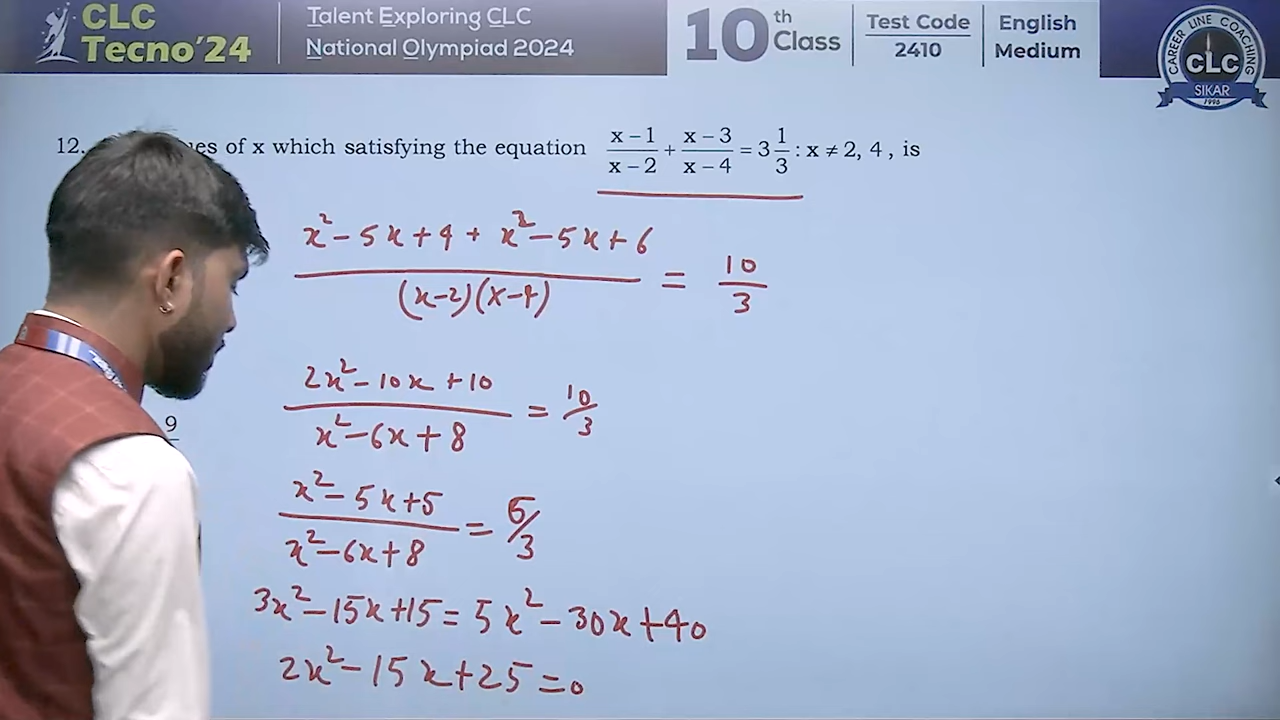 CLC
Tecno'24
Talent Exploring CLC
National Olympiad 2024
10th Class
Test Code
2410
English
Medium
CAREER LINE COACHING
CLC
SIKAR
1996
12. of x which satisfying the equation (x − 1)/(x − 2) + (x − 3)/(x − 4) = 3 1/3 : x ≠ 2, 4 , is
(x² − 5x + 4 + x² − 5x + 6)/((x−2)(x−4)) = 10/3
(2x² − 10x + 10)/(x² − 6x + 8) = 10/3
9
(x² − 5x + 5)/(x² − 6x + 8) = 5/3
3x² − 15x + 15 = 5x² − 30x + 40
2x² − 15x + 25 = 0